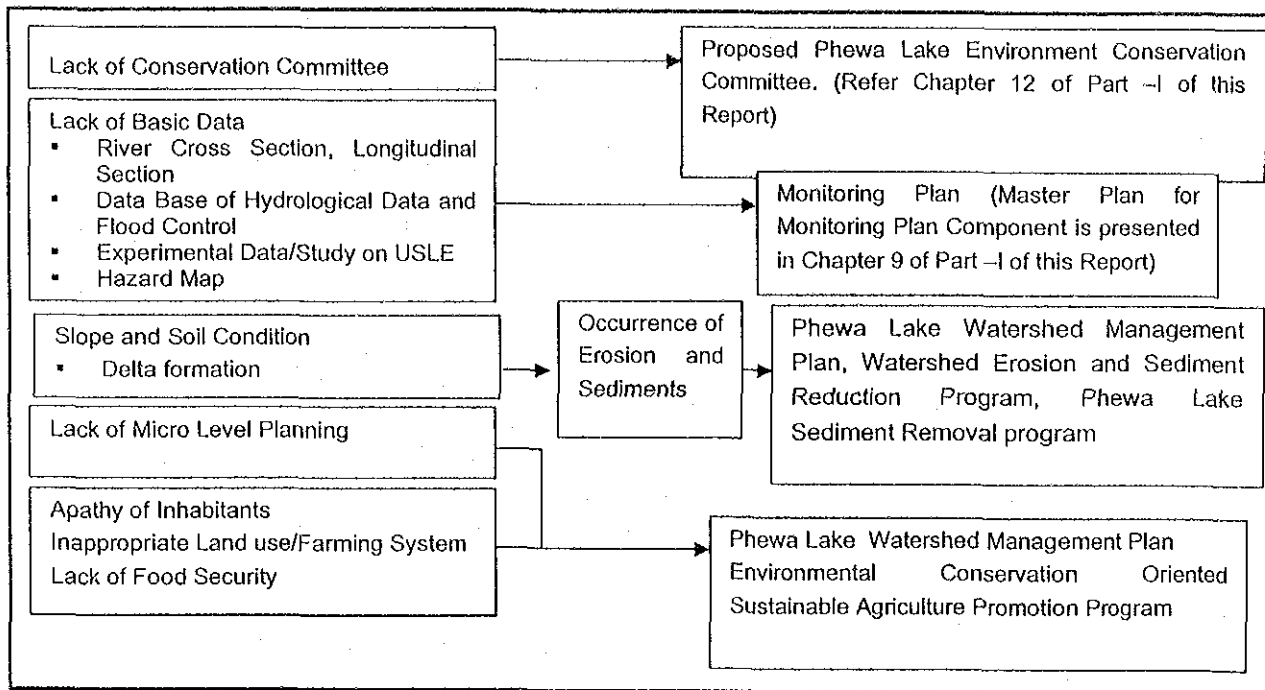 Lack of Conservation Committee
Proposed Phewa Lake Environment Conservation
Committee. (Refer Chapter 12 of Part –I of this
Report)
Lack of Basic Data
▪ River Cross Section, Longitudinal
Section
▪ Data Base of Hydrological Data and
Flood Control
▪ Experimental Data/Study on USLE
▪ Hazard Map
Monitoring Plan (Master Plan for
Monitoring Plan Component is presented
in Chapter 9 of Part –I of this Report)
Slope and Soil Condition
▪ Delta formation
Occurrence of
Erosion and
Sediments
Phewa Lake Watershed Management
Plan, Watershed Erosion and Sediment
Reduction Program, Phewa Lake
Sediment Removal program
Lack of Micro Level Planning
Apathy of Inhabitants
Inappropriate Land use/Farming System
Lack of Food Security
Phewa Lake Watershed Management Plan
Environmental Conservation Oriented
Sustainable Agriculture Promotion Program